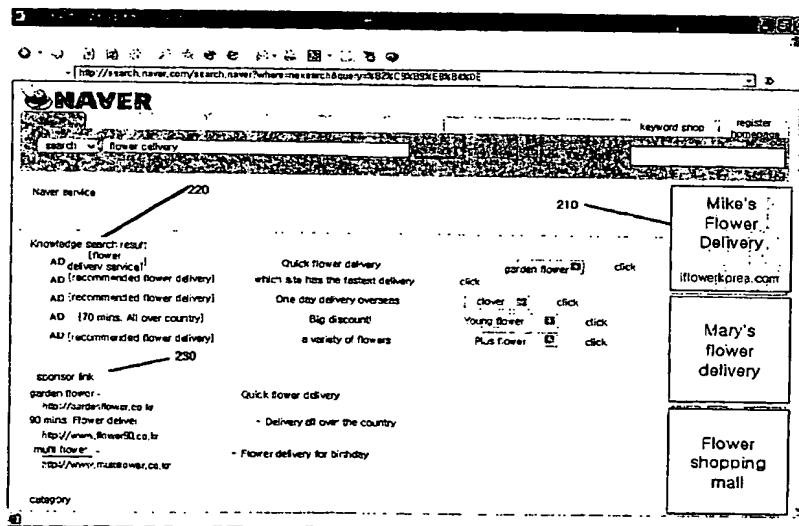 http://search.naver.com/search.naver?where=nexearch&query=%B2%C9%B9%E8%B4%DE
NAVER
keyword shop
register homepage
search
flower delivery
Naver service
220
210
Mike's Flower Delivery
iflowerkorea.com
Knowledge search result
AD [flower delivery service] Quick flower delivery garden flower click
AD [recommended flower delivery] which site has the fastest delivery click
AD [recommended flower delivery] One day delivery overseas clover click
AD [70 mins. All over country] Big discount! Young flower click
AD [recommended flower delivery] a variety of flowers Plus flower click
230
Mary's flower delivery
sponsor link
garden flower - Quick flower delivery
http://gardenflower.co.kr
90 mins. Flower deliver - Delivery all over the country
http://www.flower90.co.kr
multi flower - - Flower delivery for birthday
http://www.multiflower.co.kr
Flower shopping mall
category